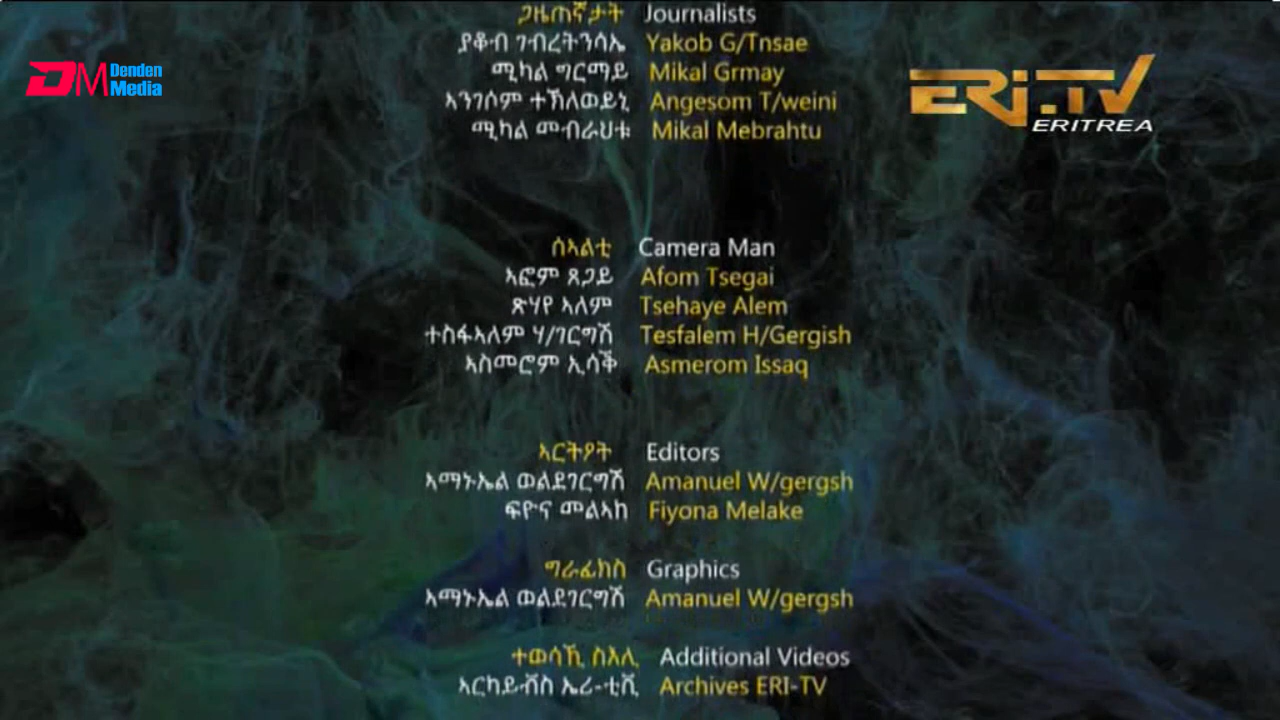 ጋዜጠኛታት Journalists
ያቆብ ገብረትንሳኤ Yakob G/Tnsae
ሚካል ግርማይ Mikal Grmay
ኣንገሶም ተኽለወይኒ Angesom T/weini
ሚካል መብራህቱ Mikal Mebrahtu
DM Denden Media
ERi-TV
ERITREA
ሰኣልቲ Camera Man
ኣፎም ጸጋይ Afom Tsegai
ጽሃየ ኣለም Tsehaye Alem
ተስፋኣለም ሃ/ገርግሽ Tesfalem H/Gergish
ኣስመሮም ኢሳቕ Asmerom Issaq
ኣርትዖት Editors
ኣማኑኤል ወልደገርግሽ Amanuel W/gergsh
ፍዮና መልኣከ Fiyona Melake
ግራፊክስ Graphics
ኣማኑኤል ወልደገርግሽ Amanuel W/gergsh
ተወሳኺ ስእሊ Additional Videos
ኣርካይቭስ ኤሪ-ቲቪ Archives ERI-TV